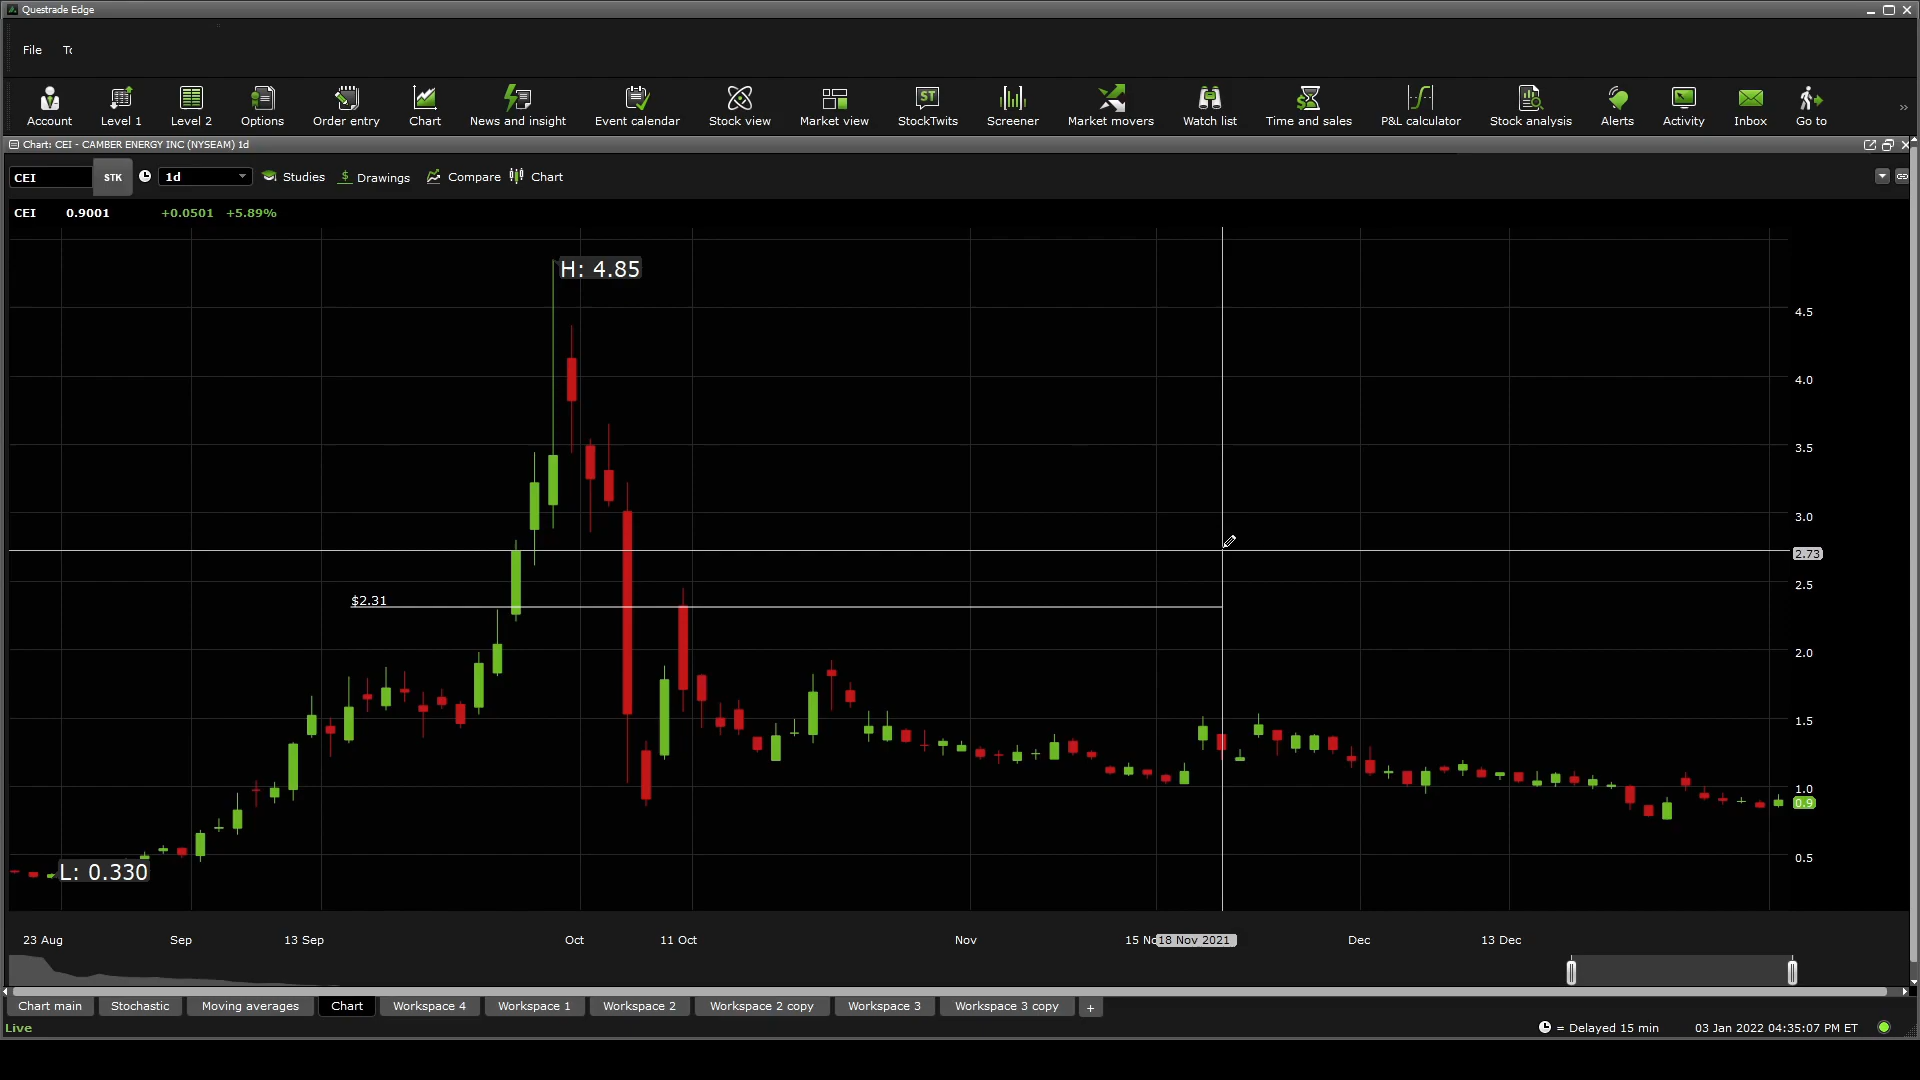 Questrade Edge
File To
Account Level 1 Level 2 Options Order entry Chart News and insight Event calendar Stock view Market view StockTwits Screener Market movers Watch list Time and sales P&L calculator Stock analysis Alerts Activity Inbox Go to
Chart: CEI - CAMBER ENERGY INC (NYSEAM) 1d
CEI STK 1d Studies Drawings Compare Chart
CEI 0.9001 +0.0501 +5.89%
H: 4.85
4.5
4.0
3.5
3.0
2.73
2.5
$2.31
2.0
1.5
1.0
0.9
0.5
L: 0.330
23 Aug Sep 13 Sep Oct 11 Oct Nov 15 No 18 Nov 2021 Dec 13 Dec
Chart main Stochastic Moving averages Chart Workspace 4 Workspace 1 Workspace 2 Workspace 2 copy Workspace 3 Workspace 3 copy +
Live = Delayed 15 min 03 Jan 2022 04:35:07 PM ET